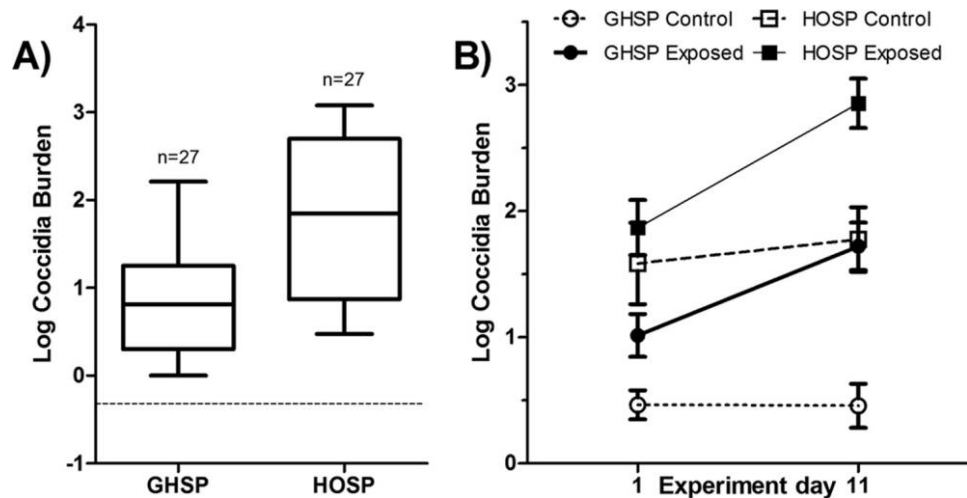 A)
Log Coccidia Burden
4
3
2
1
0
-1
n=27
n=27
GHSP
HOSP
B)
GHSP Control
HOSP Control
GHSP Exposed
HOSP Exposed
Log Coccidia Burden
3
2
1
0
1 Experiment day 11